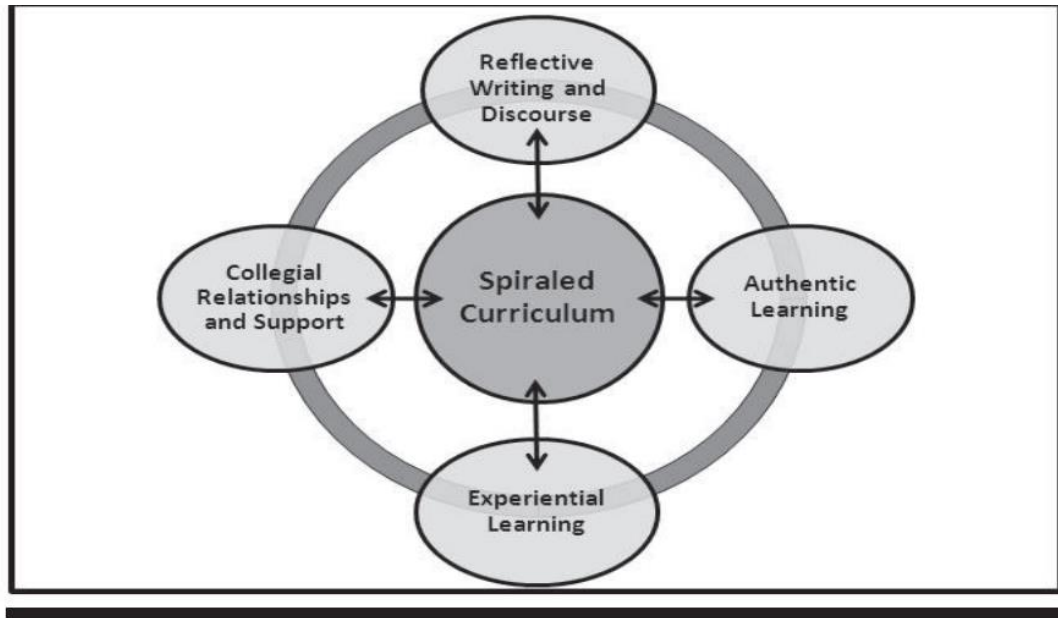 Reflective
Writing and
Discourse
Collegial
Relationships
and Support
Spiraled
Curriculum
Authentic
Learning
Experiential
Learning